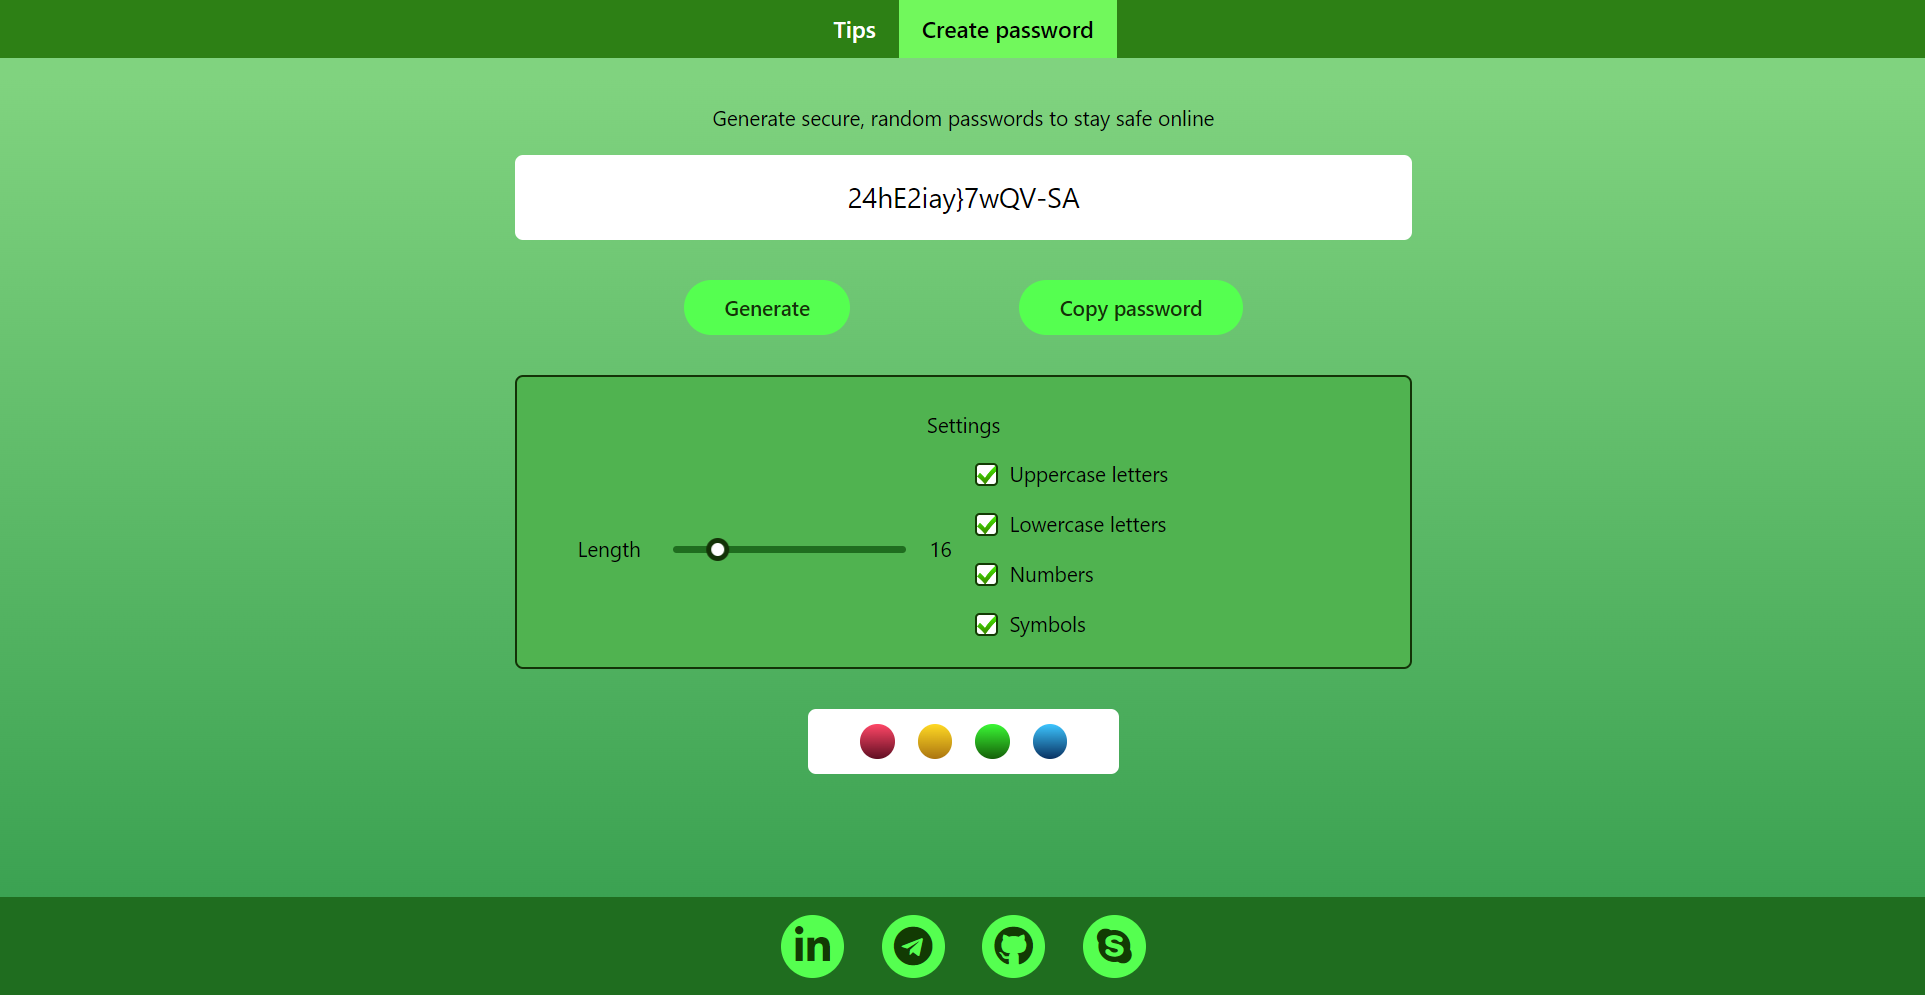 Tips Create password
Generate secure, random passwords to stay safe online
24hE2iay}7wQV-SA
Generate Copy password
Settings
Uppercase letters
Lowercase letters
Length 16
Numbers
Symbols
in
S